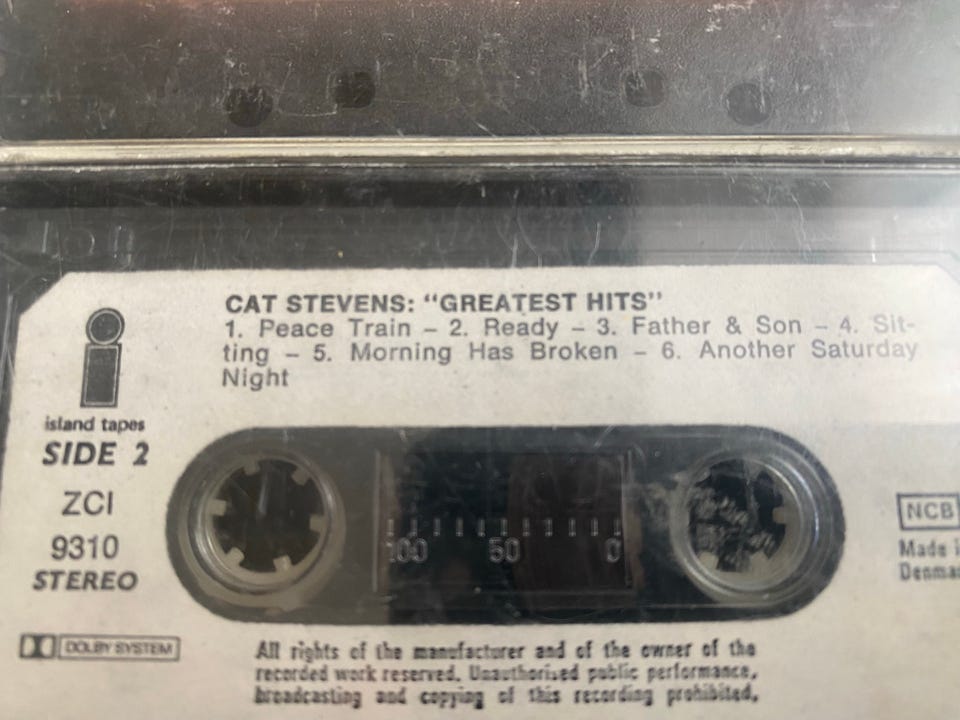 CAT STEVENS: “GREATEST HITS”
1. Peace Train – 2. Ready – 3. Father & Son – 4. Sit-
ting – 5. Morning Has Broken – 6. Another Saturday
Night
island tapes
SIDE 2
ZCI
9310
STEREO
100 50 0
NCB
Made
Denma
DOLBY SYSTEM
All rights of the manufacturer and of the owner of the
recorded work reserved. Unauthorised public performance,
broadcasting and copying of this recording prohibited.